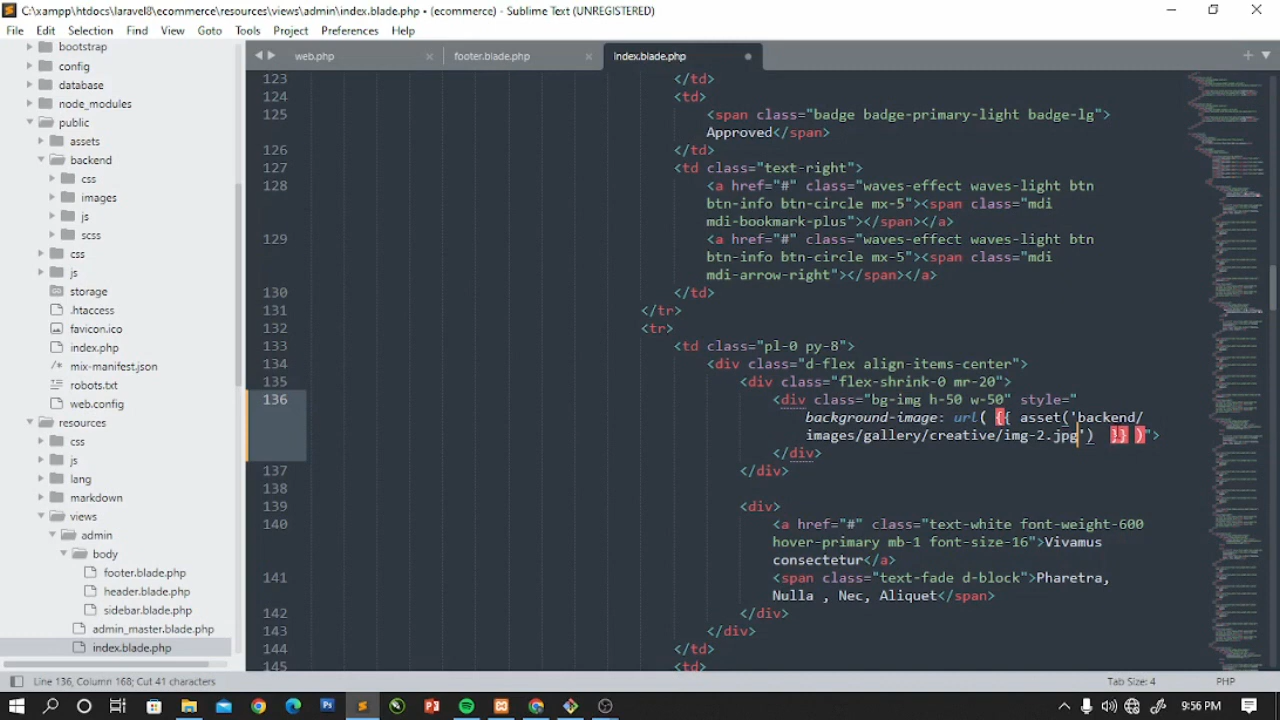 C:\xampp\htdocs\laravel8\ecommerce\resources\views\admin\index.blade.php • (ecommerce) - Sublime Text (UNREGISTERED)
File Edit Selection Find View Goto Tools Project Preferences Help
web.php footer.blade.php index.blade.php
bootstrap
config
database
node_modules
public
assets
backend
css
images
js
scss
css
js
storage
.htaccess
favicon.ico
index.php
mix-manifest.json
robots.txt
web.config
resources
css
js
lang
markdown
views
admin
body
footer.blade.php
header.blade.php
sidebar.blade.php
admin_master.blade.php
index.blade.php
123 </td>
124 <td>
125 <span class="badge badge-primary-light badge-lg">
Approved</span>
126 </td>
127 <td class="text-right">
128 <a href="#" class="waves-effect waves-light btn
btn-info btn-circle mx-5"><span class="mdi
mdi-bookmark-plus"></span></a>
129 <a href="#" class="waves-effect waves-light btn
btn-info btn-circle mx-5"><span class="mdi
mdi-arrow-right"></span></a>
130 </td>
131 </tr>
132 <tr>
133 <td class="pl-0 py-8">
134 <div class="d-flex align-items-center">
135 <div class="flex-shrink-0 mr-20">
136 <div class="bg-img h-50 w-50" style="
background-image: url( {{ asset('backend/
images/gallery/creative/img-2.jpg') }} )">
</div>
137 </div>
138
139 <div>
140 <a href="#" class="text-white font-weight-600
hover-primary mb-1 font-size-16">Vivamus
consectetur</a>
141 <span class="text-fade d-block">Pharetra,
Nulla , Nec, Aliquet</span>
142 </div>
143 </div>
144 </td>
145 <td>
Line 136, Column 168; Cut 41 characters Tab Size: 4 PHP
9:56 PM